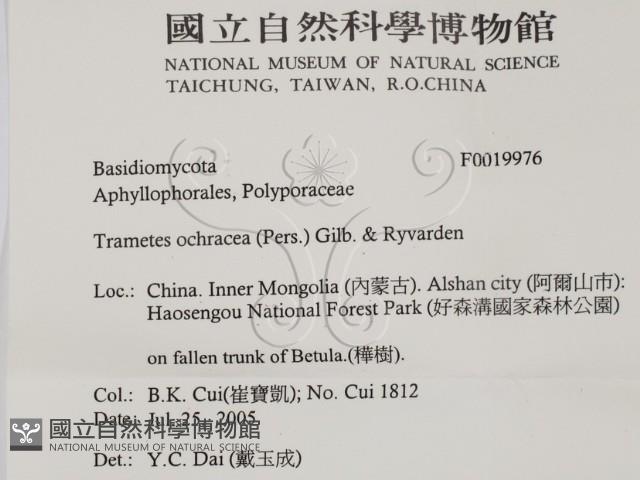 國立自然科學博物館
NATIONAL MUSEUM OF NATURAL SCIENCE
TAICHUNG, TAIWAN, R.O.CHINA
Basidiomycota F0019976
Aphyllophorales, Polyporaceae
Trametes ochracea (Pers.) Gilb. & Ryvarden
Loc.: China. Inner Mongolia (內蒙古). Alshan city (阿爾山市):
Haosengou National Forest Park (好森溝國家森林公園)
on fallen trunk of Betula.(樺樹).
Col.: B.K. Cui(崔寶凱); No. Cui 1812
Date: Jul. 25, 2005
國立自然科學博物館
NATIONAL MUSEUM OF NATURAL SCIENCE
Det.: Y.C. Dai (戴玉成)